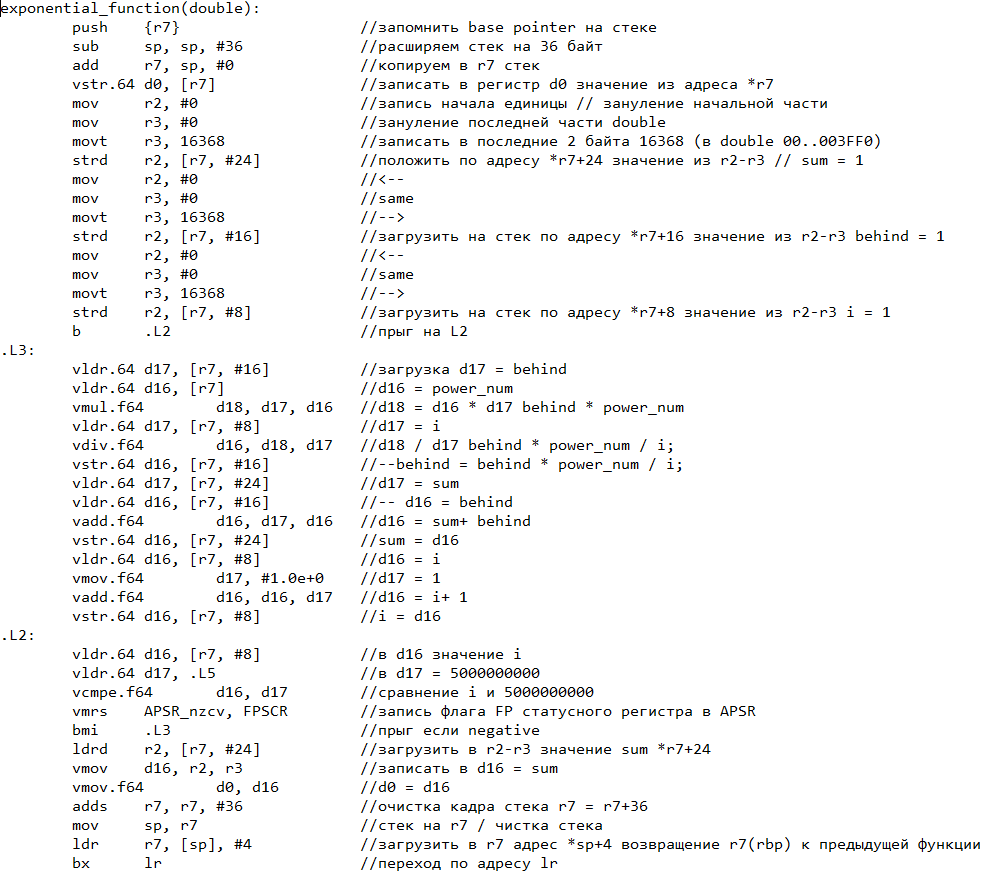 exponential_function(double):
push {r7} //запомнить base pointer на стеке
sub sp, sp, #36 //расширяем стек на 36 байт
add r7, sp, #0 //копируем в r7 стек
vstr.64 d0, [r7] //записать в регистр d0 значение из адреса *r7
mov r2, #0 //запись начала единицы // зануление начальной части
mov r3, #0 //зануление последней части double
movt r3, 16368 //записать в последние 2 байта 16368 (в double 00..003FF0)
strd r2, [r7, #24] //положить по адресу *r7+24 значение из r2-r3 // sum = 1
mov r2, #0 //<--
mov r3, #0 //same
movt r3, 16368 //-->
strd r2, [r7, #16] //загрузить на стек по адресу *r7+16 значение из r2-r3 behind = 1
mov r2, #0 //<--
mov r3, #0 //same
movt r3, 16368 //-->
strd r2, [r7, #8] //загрузить на стек по адресу *r7+8 значение из r2-r3 i = 1
b .L2 //прыг на L2
.L3:
vldr.64 d17, [r7, #16] //загрузка d17 = behind
vldr.64 d16, [r7] //d16 = power_num
vmul.f64 d18, d17, d16 //d18 = d16 * d17 behind * power_num
vldr.64 d17, [r7, #8] //d17 = i
vdiv.f64 d16, d18, d17 //d18 / d17 behind * power_num / i;
vstr.64 d16, [r7, #16] //--behind = behind * power_num / i;
vldr.64 d17, [r7, #24] //d17 = sum
vldr.64 d16, [r7, #16] //-- d16 = behind
vadd.f64 d16, d17, d16 //d16 = sum+ behind
vstr.64 d16, [r7, #24] //sum = d16
vldr.64 d16, [r7, #8] //d16 = i
vmov.f64 d17, #1.0e+0 //d17 = 1
vadd.f64 d16, d16, d17 //d16 = i+ 1
vstr.64 d16, [r7, #8] //i = d16
.L2:
vldr.64 d16, [r7, #8] //в d16 значение i
vldr.64 d17, .L5 //в d17 = 5000000000
vcmpe.f64 d16, d17 //сравнение i и 5000000000
vmrs APSR_nzcv, FPSCR //запись флага FP статусного регистра в APSR
bmi .L3 //прыг если negative
ldrd r2, [r7, #24] //загрузить в r2-r3 значение sum *r7+24
vmov d16, r2, r3 //записать в d16 = sum
vmov.f64 d0, d16 //d0 = d16
adds r7, r7, #36 //очистка кадра стека r7 = r7+36
mov sp, r7 //стек на r7 / чистка стека
ldr r7, [sp], #4 //загрузить в r7 адрес *sp+4 возвращение r7(rbp) к предыдущей функции
bx lr //переход по адресу lr